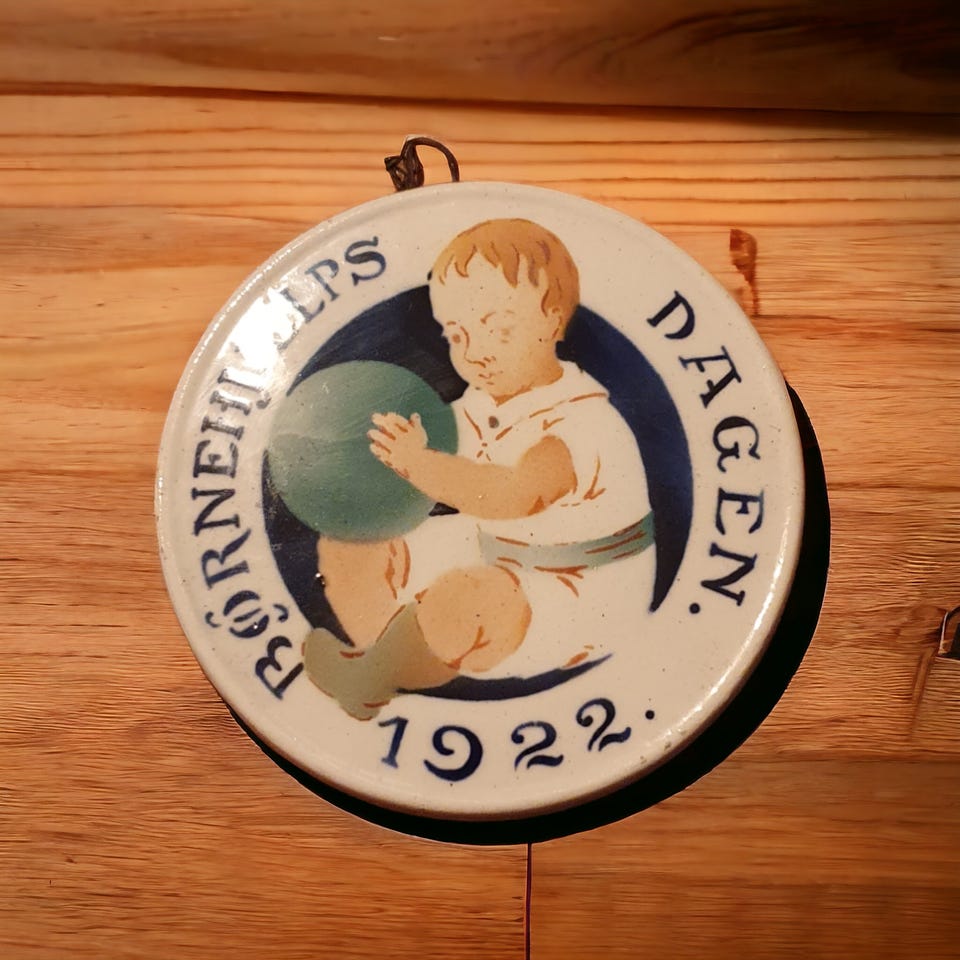 BØRNEHJÆLPS
DAGEN.
1922.